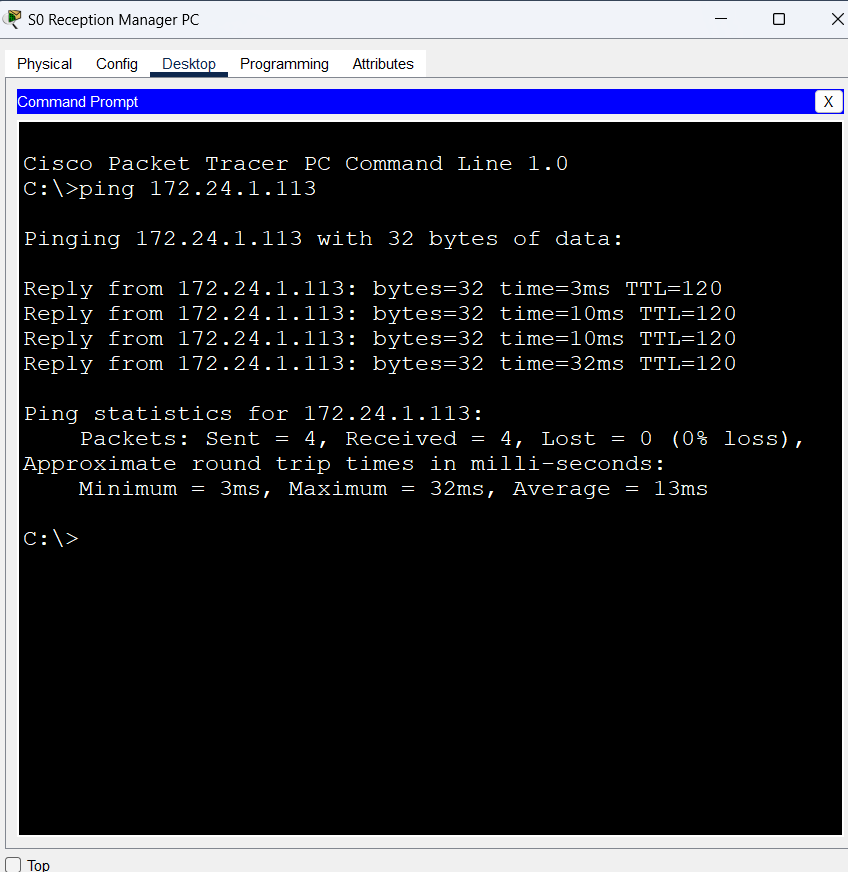 S0 Reception Manager PC
Physical Config Desktop Programming Attributes
Command Prompt X
Cisco Packet Tracer PC Command Line 1.0
C:\>ping 172.24.1.113
Pinging 172.24.1.113 with 32 bytes of data:
Reply from 172.24.1.113: bytes=32 time=3ms TTL=120
Reply from 172.24.1.113: bytes=32 time=10ms TTL=120
Reply from 172.24.1.113: bytes=32 time=10ms TTL=120
Reply from 172.24.1.113: bytes=32 time=32ms TTL=120
Ping statistics for 172.24.1.113:
    Packets: Sent = 4, Received = 4, Lost = 0 (0% loss),
Approximate round trip times in milli-seconds:
    Minimum = 3ms, Maximum = 32ms, Average = 13ms
C:\>
Top